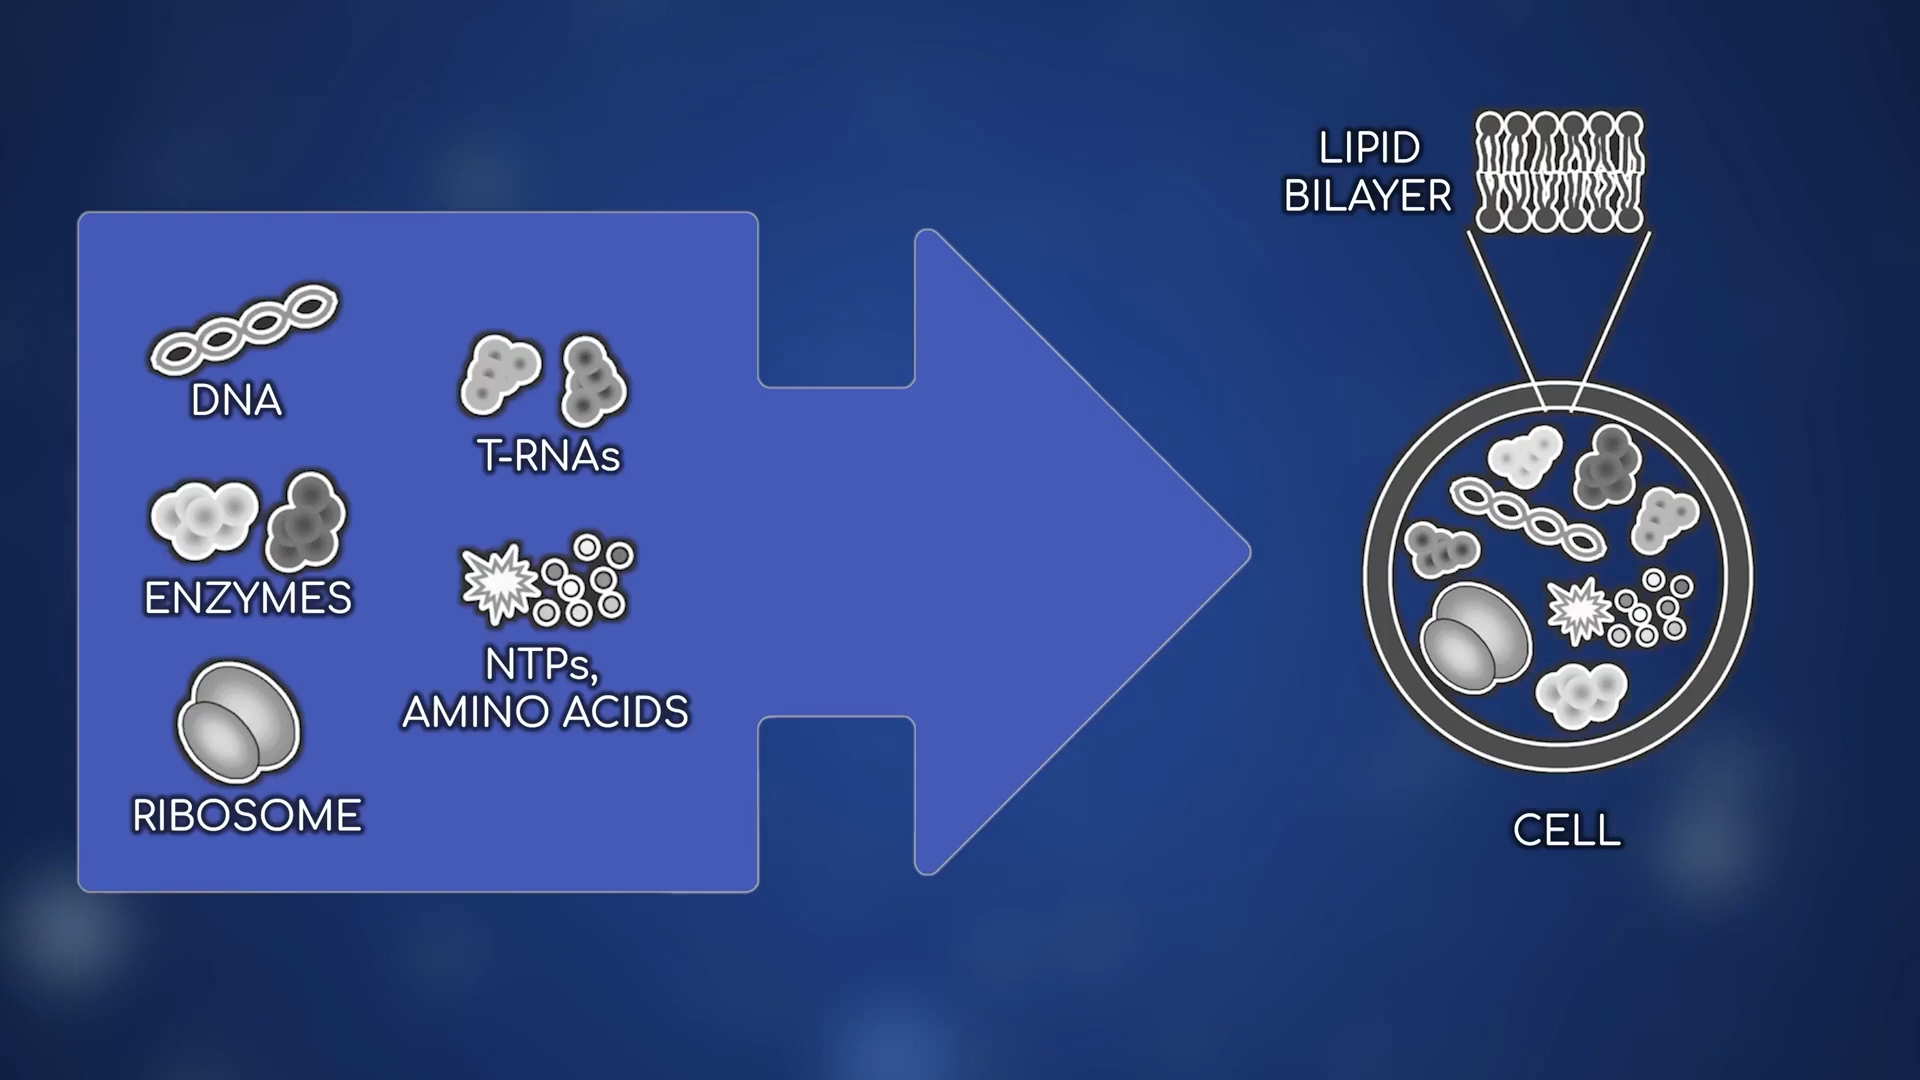 DNA
T-RNAs
ENZYMES
NTPs,
AMINO ACIDS
RIBOSOME
LIPID
BILAYER
CELL